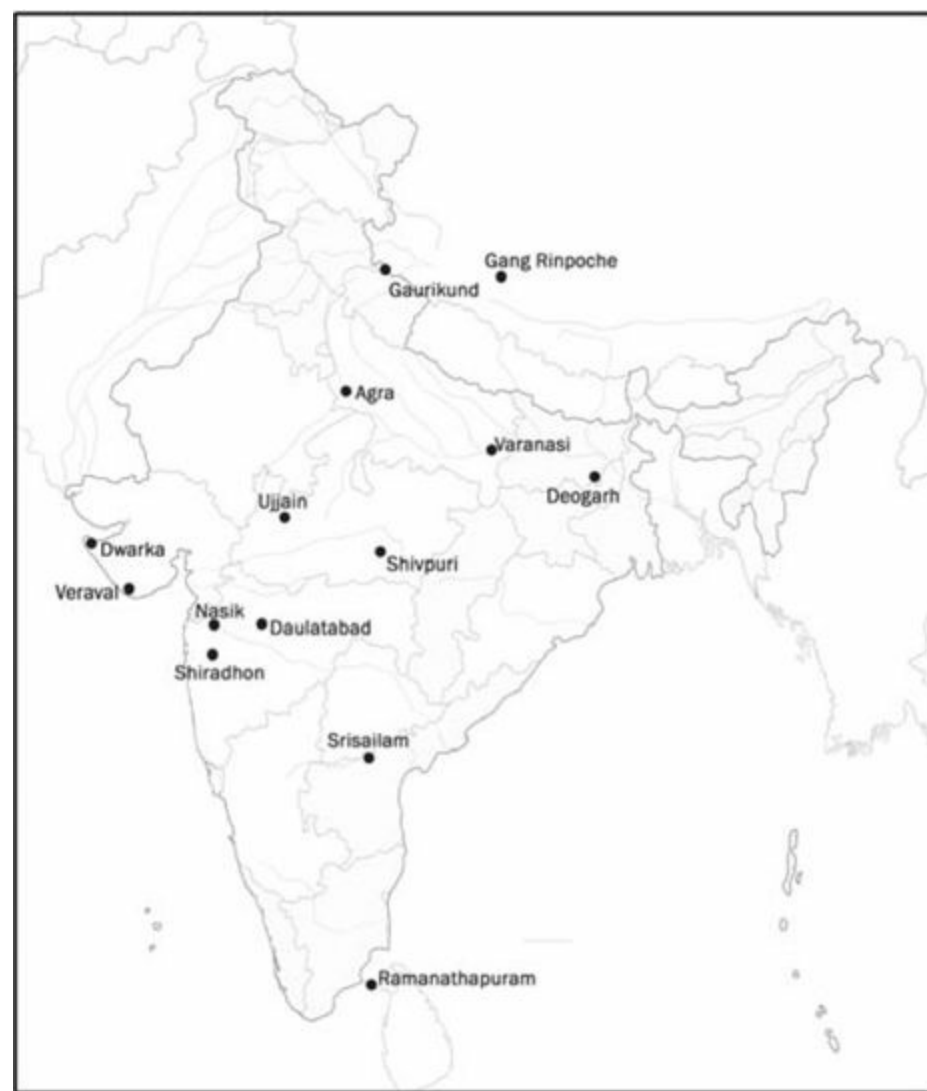 Gang Rinpoche
Gaurikund
Agra
Varanasi
Deogarh
Ujjain
Dwarka
Shivpuri
Veraval
Nasik
Daulatabad
Shiradhon
Srisailam
Ramanathapuram